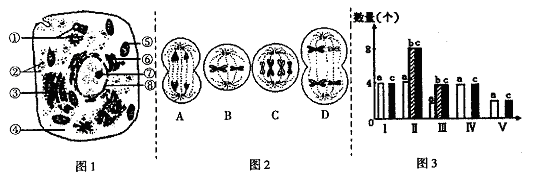 ① ② ③ ④ ⑤ ⑥ ⑦ ⑧
图1
A B C D
图2
数量(个)
8
4
a c a b c a b c a c a c
I II III IV V
图3